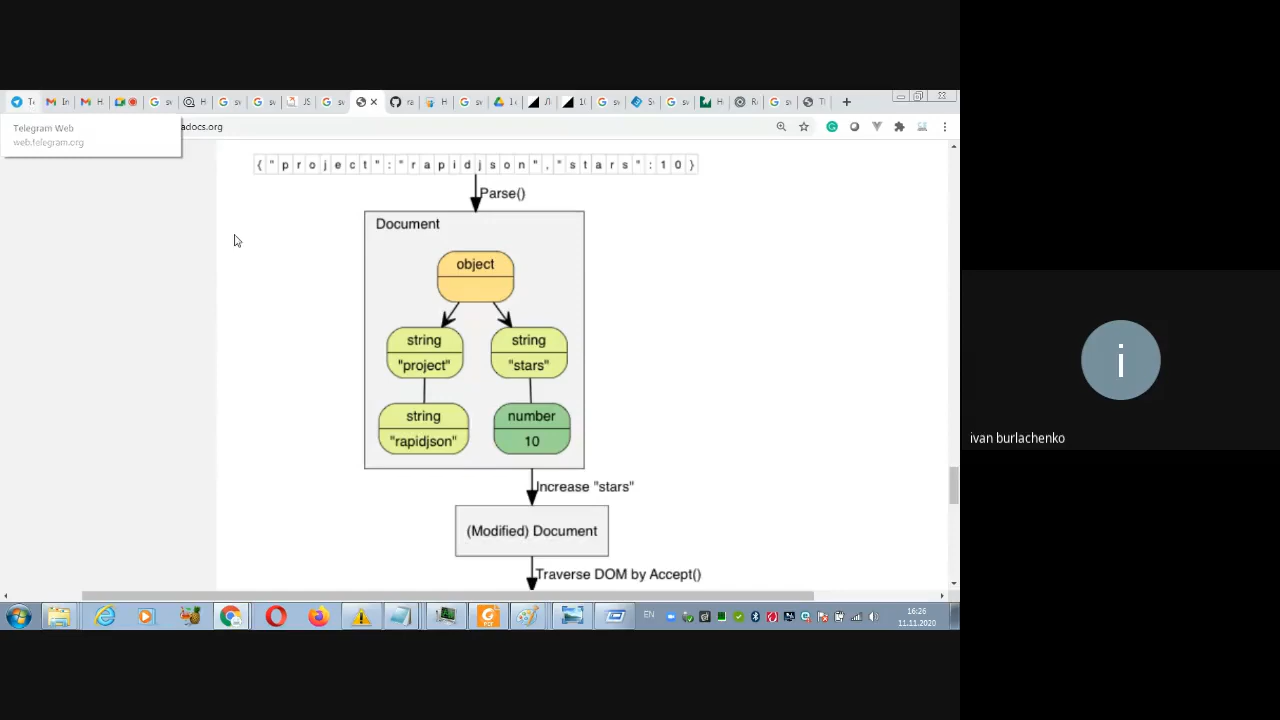 Telegram Web
web.telegram.org
adocs.org
{"project":"rapidjson","stars":10}
Parse()
Document
object
string
"project"
string
"stars"
string
"rapidjson"
number
10
Increase "stars"
(Modified) Document
Traverse DOM by Accept()
i
ivan burlachenko
EN
16:26
11.11.2020